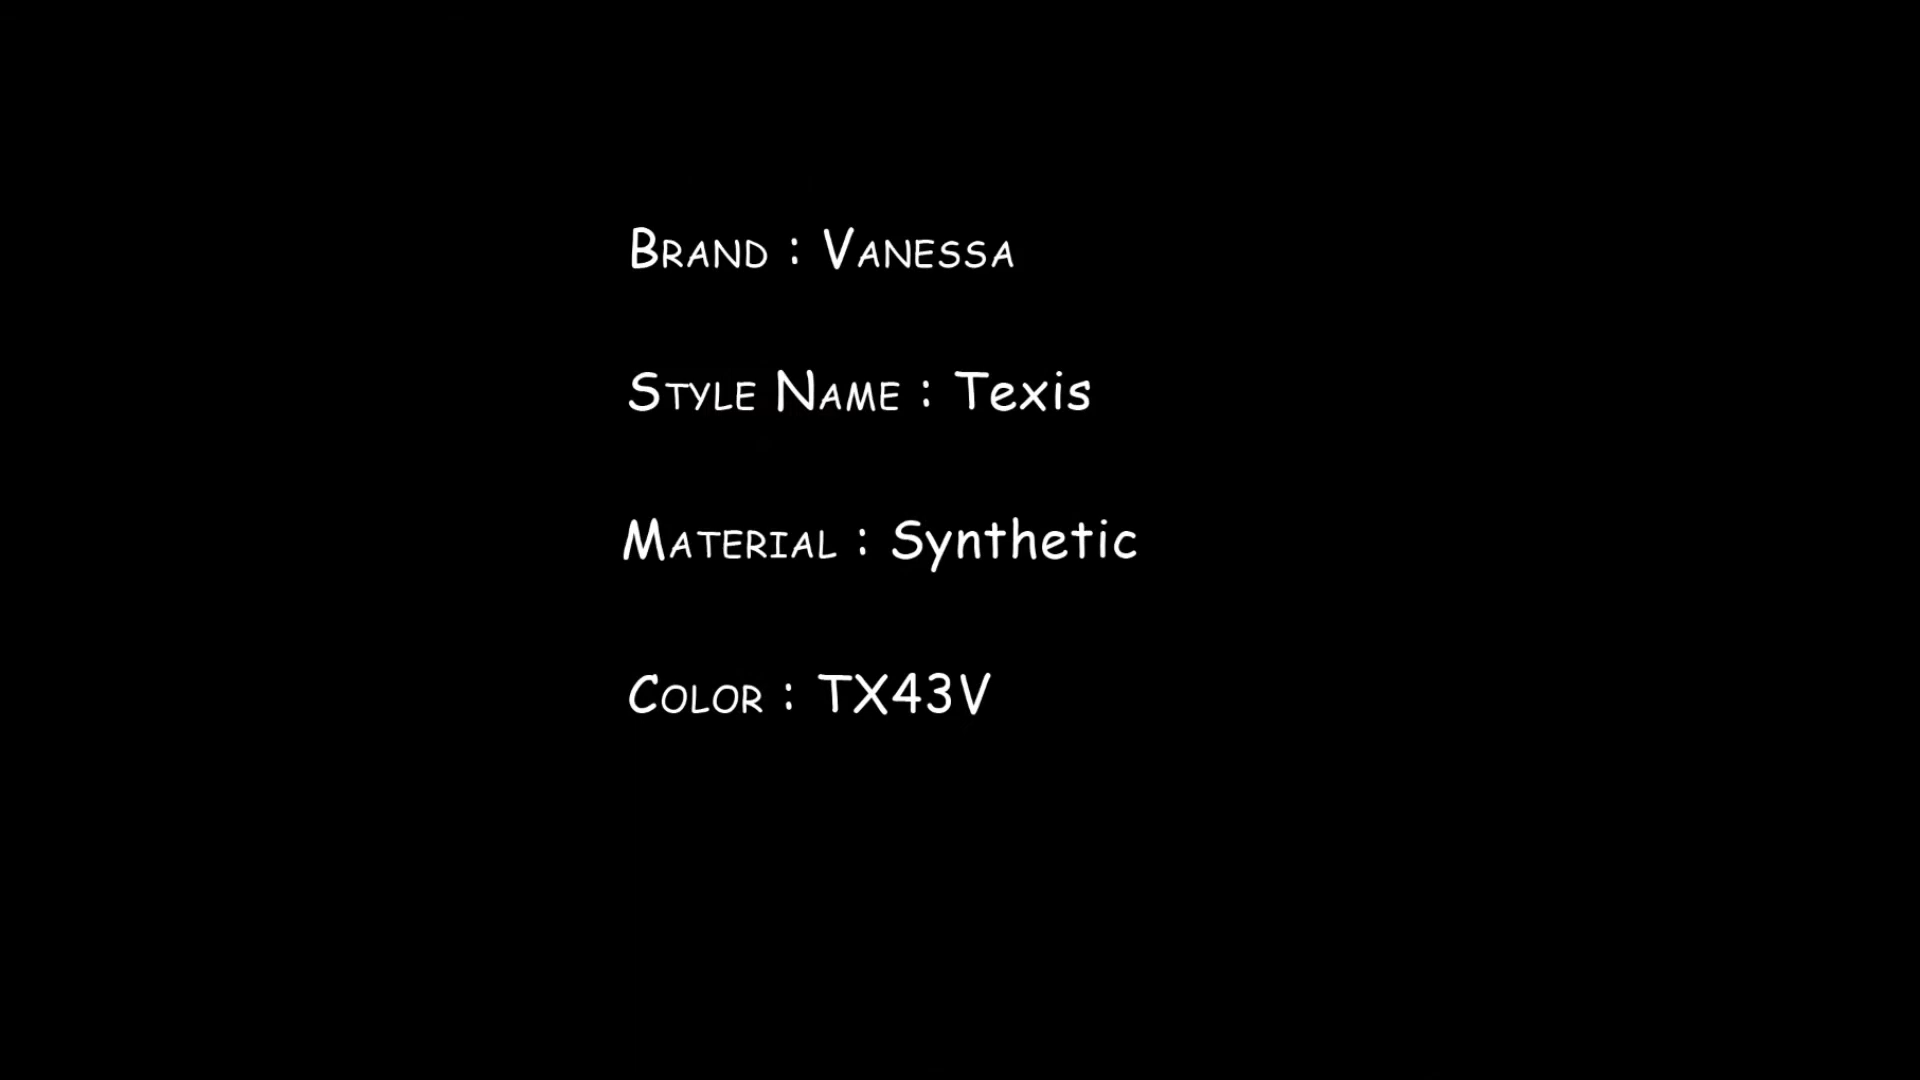 Brand : Vanessa
Style Name : Texis
Material : Synthetic
Color : TX43V